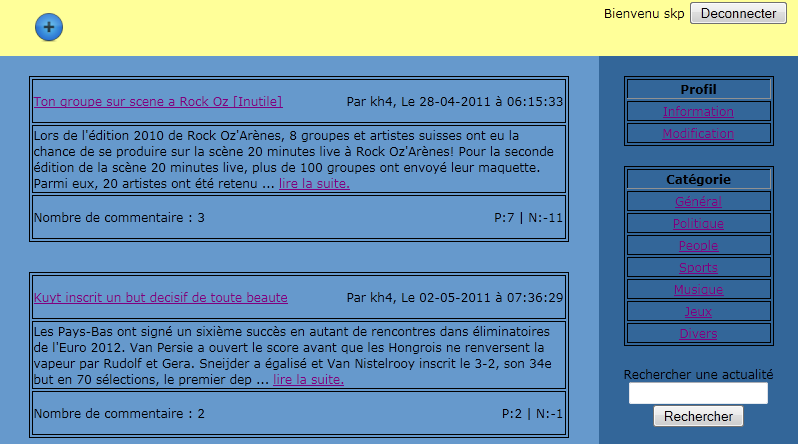 Bienvenu skp Deconnecter
Ton groupe sur scene a Rock Oz [Inutile] Par kh4, Le 28-04-2011 à 06:15:33
Lors de l'édition 2010 de Rock Oz'Arènes, 8 groupes et artistes suisses ont eu la
chance de se produire sur la scène 20 minutes live à Rock Oz'Arènes! Pour la seconde
édition de la scène 20 minutes live, plus de 100 groupes ont envoyé leur maquette.
Parmi eux, 20 artistes ont été retenu ... lire la suite.
Nombre de commentaire : 3 P:7 | N:-11
Kuyt inscrit un but decisif de toute beaute Par kh4, Le 02-05-2011 à 07:36:29
Les Pays-Bas ont signé un sixième succès en autant de rencontres dans éliminatoires
de l'Euro 2012. Van Persie a ouvert le score avant que les Hongrois ne renversent la
vapeur par Rudolf et Gera. Sneijder a égalisé et Van Nistelrooy inscrit le 3-2, son 34e
but en 70 sélections, le premier dep ... lire la suite.
Nombre de commentaire : 2 P:2 | N:-1
Profil
Information
Modification
Catégorie
Général
Politique
People
Sports
Musique
Jeux
Divers
Rechercher une actualité
Rechercher